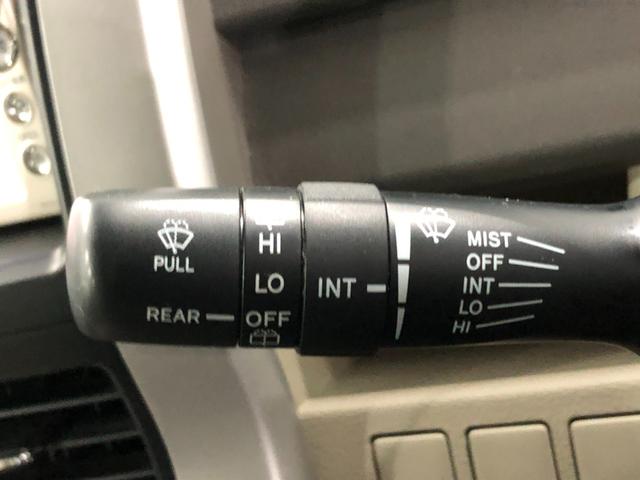 PULL
REAR
HI
LO
OFF
INT
MIST
OFF
INT
LO
HI